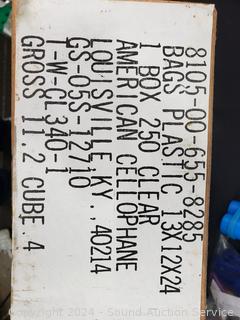 8105-00-655-8285
BAGS PLASTIC 13X12X24
1 BOX 250 CLEAR
AMERICAN CELLOPHANE
LOUISVILLE KY., 40214
GS-05S-12710
1-W-CL340-1
GROSS 11.2 CUBE.4
Copyright 2024 - Sound Auction Service